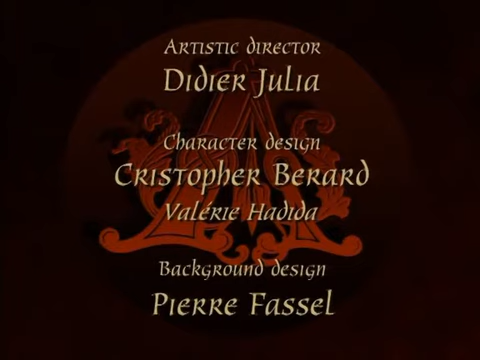 Artistic director
Didier Julia
Character design
Cristopher Berard
Valérie Hadida
Background design
Pierre Fassel